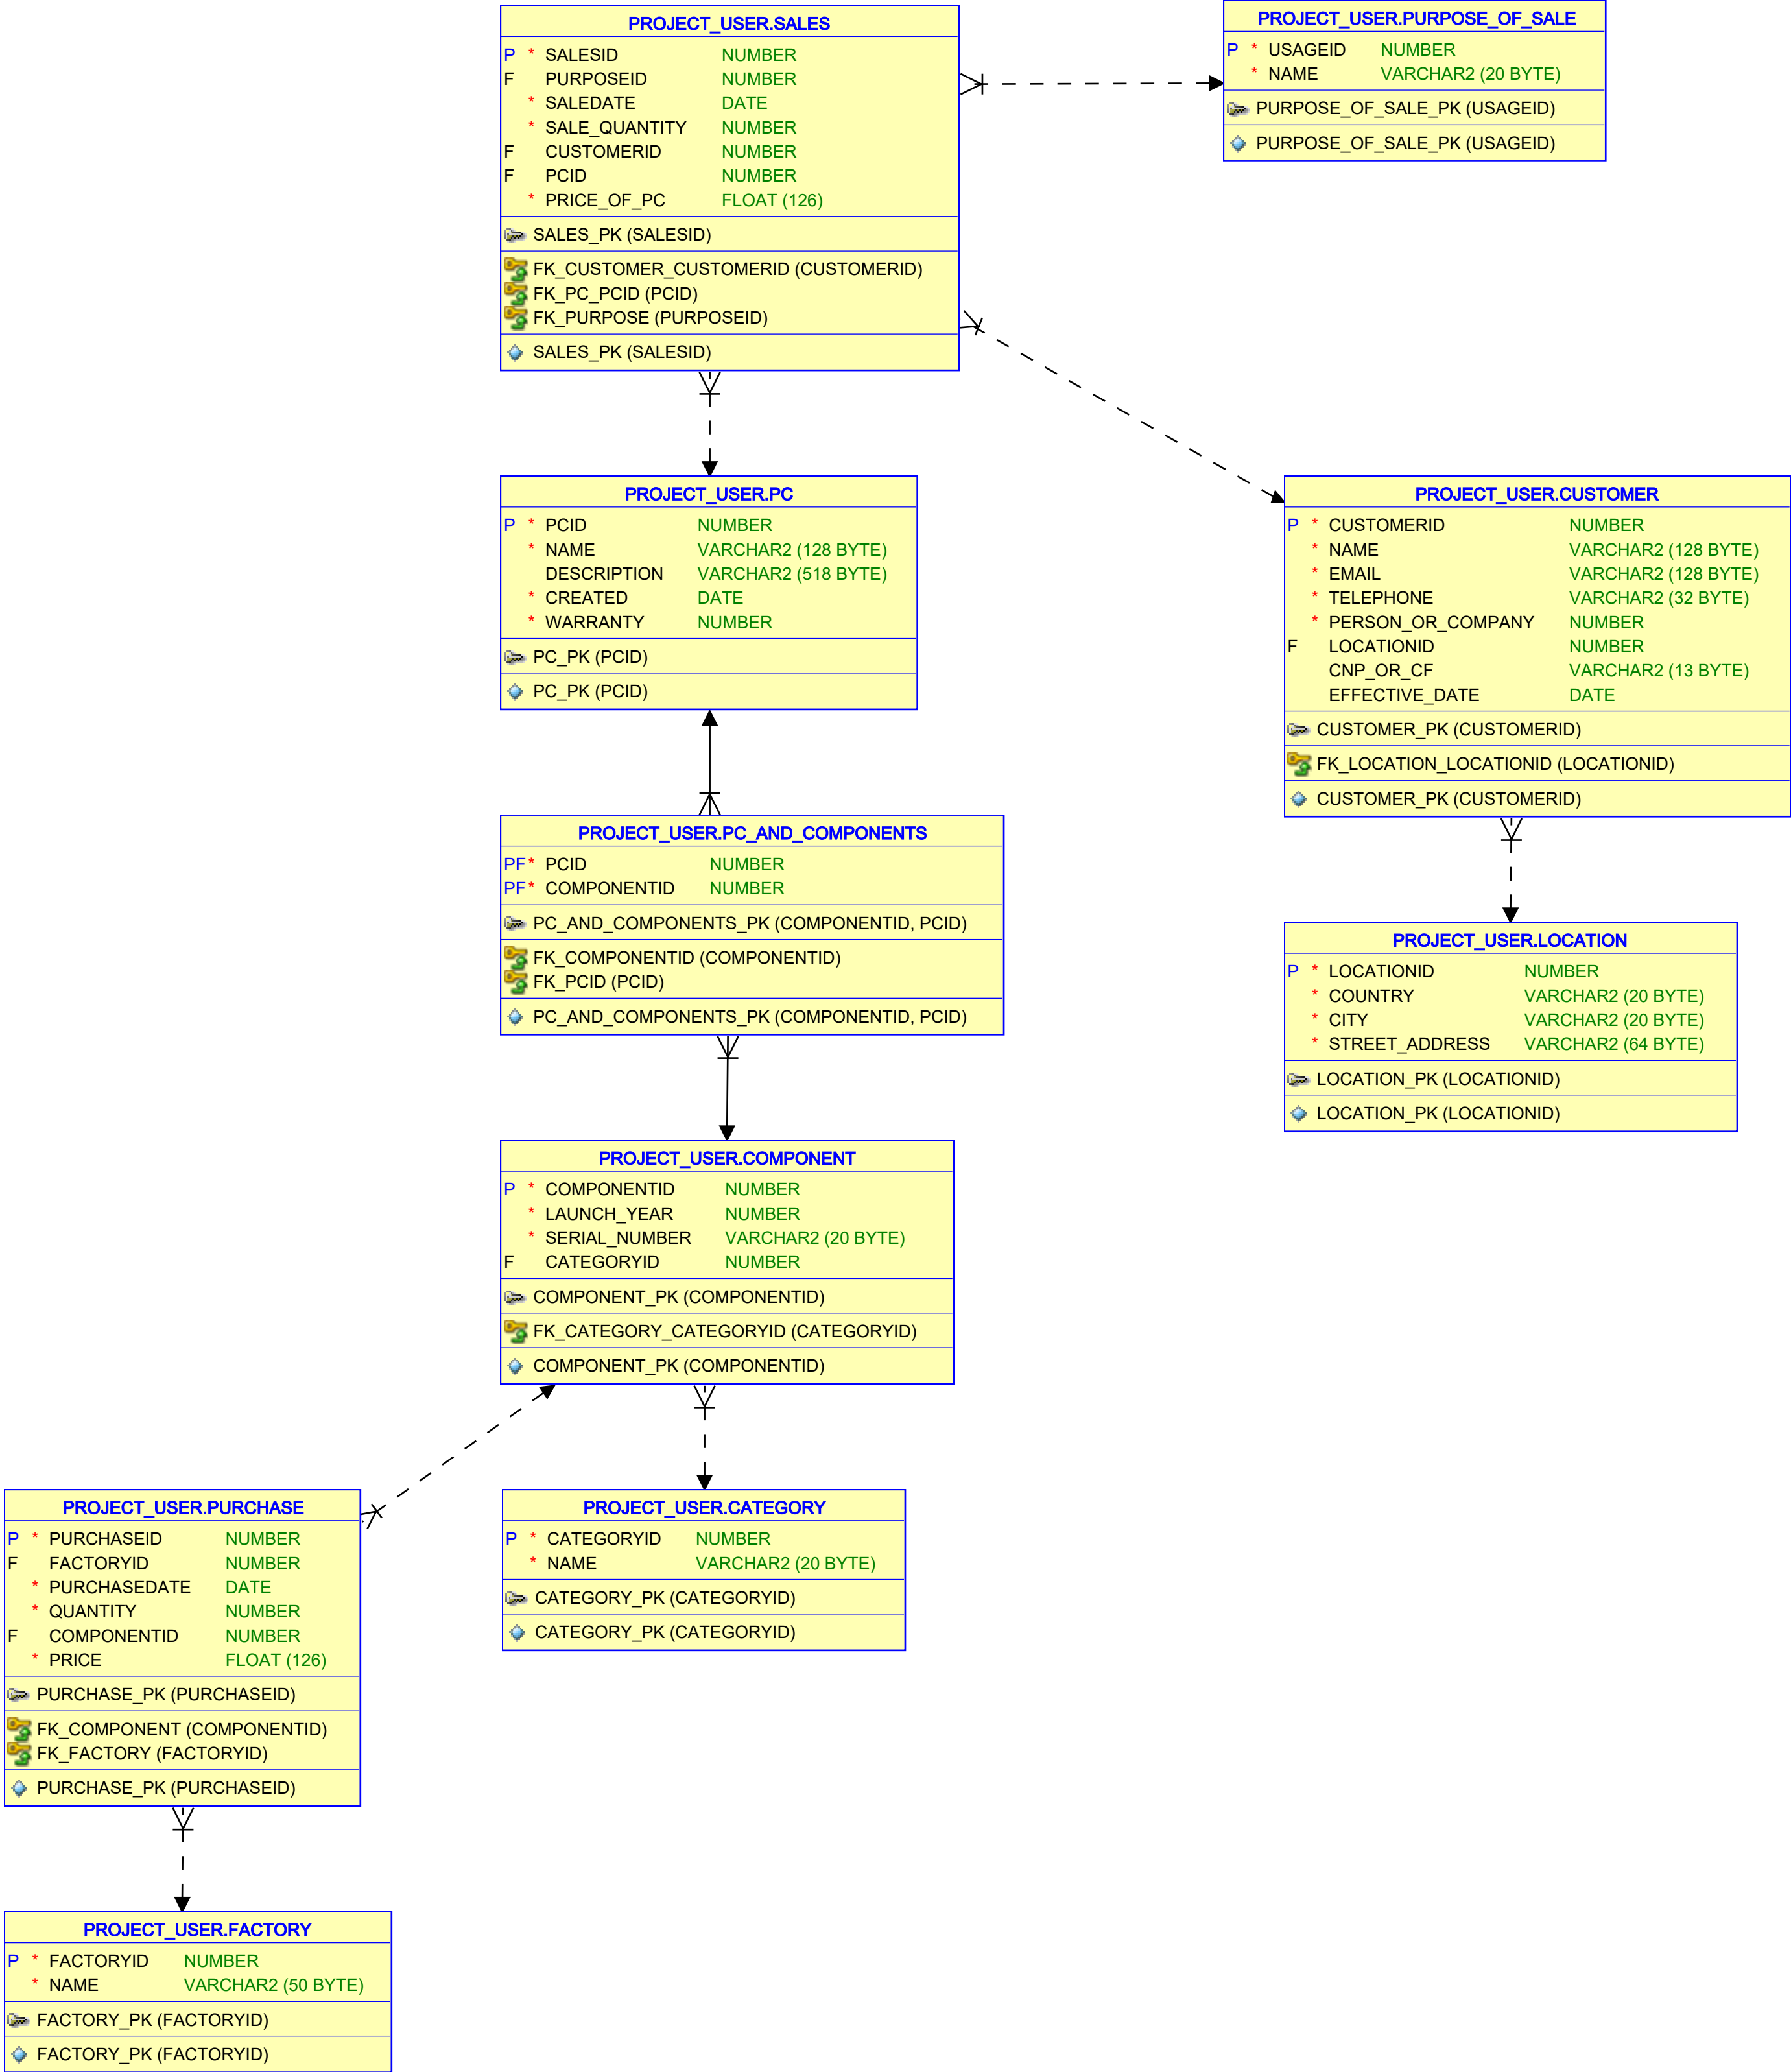 PROJECT_USER.SALES
P * SALESID NUMBER
F PURPOSEID NUMBER
* SALEDATE DATE
* SALE_QUANTITY NUMBER
F CUSTOMERID NUMBER
F PCID NUMBER
* PRICE_OF_PC FLOAT (126)
SALES_PK (SALESID)
FK_CUSTOMER_CUSTOMERID (CUSTOMERID)
FK_PC_PCID (PCID)
FK_PURPOSE (PURPOSEID)
SALES_PK (SALESID)
PROJECT_USER.PURPOSE_OF_SALE
P * USAGEID NUMBER
* NAME VARCHAR2 (20 BYTE)
PURPOSE_OF_SALE_PK (USAGEID)
PURPOSE_OF_SALE_PK (USAGEID)
PROJECT_USER.PC
P * PCID NUMBER
* NAME VARCHAR2 (128 BYTE)
DESCRIPTION VARCHAR2 (518 BYTE)
* CREATED DATE
* WARRANTY NUMBER
PC_PK (PCID)
PC_PK (PCID)
PROJECT_USER.CUSTOMER
P * CUSTOMERID NUMBER
* NAME VARCHAR2 (128 BYTE)
* EMAIL VARCHAR2 (128 BYTE)
* TELEPHONE VARCHAR2 (32 BYTE)
* PERSON_OR_COMPANY NUMBER
F LOCATIONID NUMBER
CNP_OR_CF VARCHAR2 (13 BYTE)
EFFECTIVE_DATE DATE
CUSTOMER_PK (CUSTOMERID)
FK_LOCATION_LOCATIONID (LOCATIONID)
CUSTOMER_PK (CUSTOMERID)
PROJECT_USER.PC_AND_COMPONENTS
PF * PCID NUMBER
PF * COMPONENTID NUMBER
PC_AND_COMPONENTS_PK (COMPONENTID, PCID)
FK_COMPONENTID (COMPONENTID)
FK_PCID (PCID)
PC_AND_COMPONENTS_PK (COMPONENTID, PCID)
PROJECT_USER.LOCATION
P * LOCATIONID NUMBER
* COUNTRY VARCHAR2 (20 BYTE)
* CITY VARCHAR2 (20 BYTE)
* STREET_ADDRESS VARCHAR2 (64 BYTE)
LOCATION_PK (LOCATIONID)
LOCATION_PK (LOCATIONID)
PROJECT_USER.COMPONENT
P * COMPONENTID NUMBER
* LAUNCH_YEAR NUMBER
* SERIAL_NUMBER VARCHAR2 (20 BYTE)
F CATEGORYID NUMBER
COMPONENT_PK (COMPONENTID)
FK_CATEGORY_CATEGORYID (CATEGORYID)
COMPONENT_PK (COMPONENTID)
PROJECT_USER.PURCHASE
P * PURCHASEID NUMBER
F FACTORYID NUMBER
* PURCHASEDATE DATE
* QUANTITY NUMBER
F COMPONENTID NUMBER
* PRICE FLOAT (126)
PURCHASE_PK (PURCHASEID)
FK_COMPONENT (COMPONENTID)
FK_FACTORY (FACTORYID)
PURCHASE_PK (PURCHASEID)
PROJECT_USER.CATEGORY
P * CATEGORYID NUMBER
* NAME VARCHAR2 (20 BYTE)
CATEGORY_PK (CATEGORYID)
CATEGORY_PK (CATEGORYID)
PROJECT_USER.FACTORY
P * FACTORYID NUMBER
* NAME VARCHAR2 (50 BYTE)
FACTORY_PK (FACTORYID)
FACTORY_PK (FACTORYID)